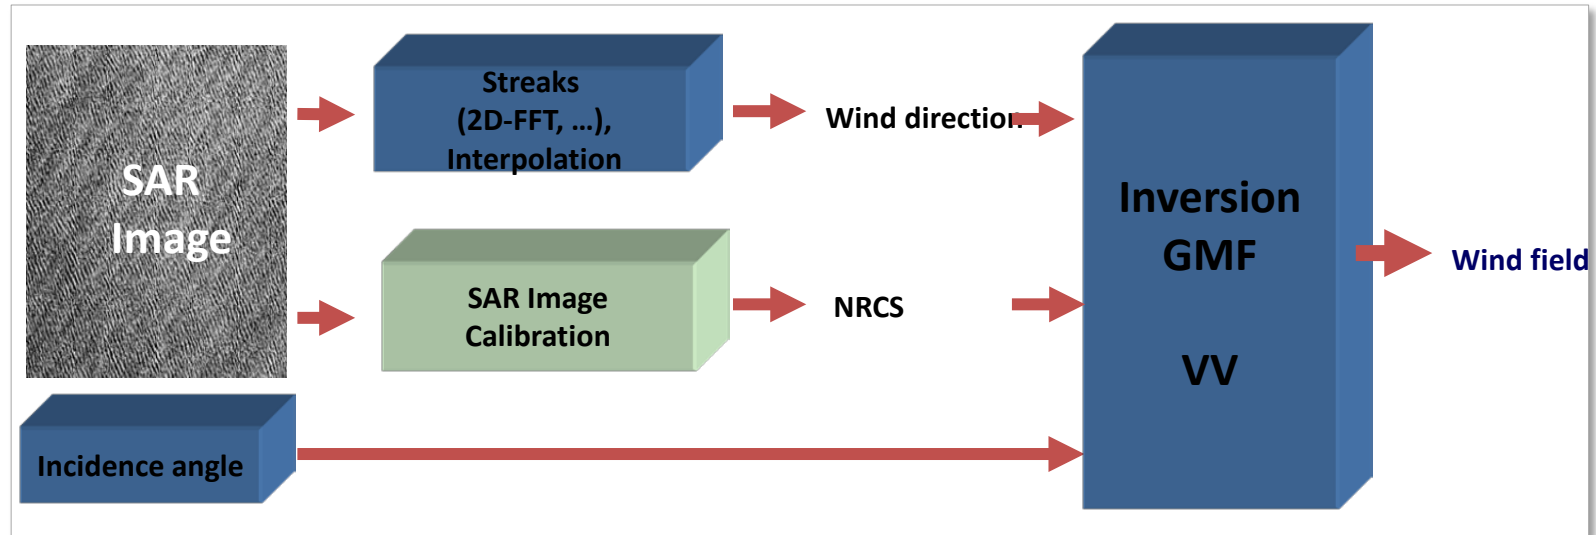 SAR
Image
Streaks
(2D-FFT, ...),
Interpolation
Wind direction
SAR Image
Calibration
NRCS
Incidence angle
Inversion
GMF
VV
Wind field